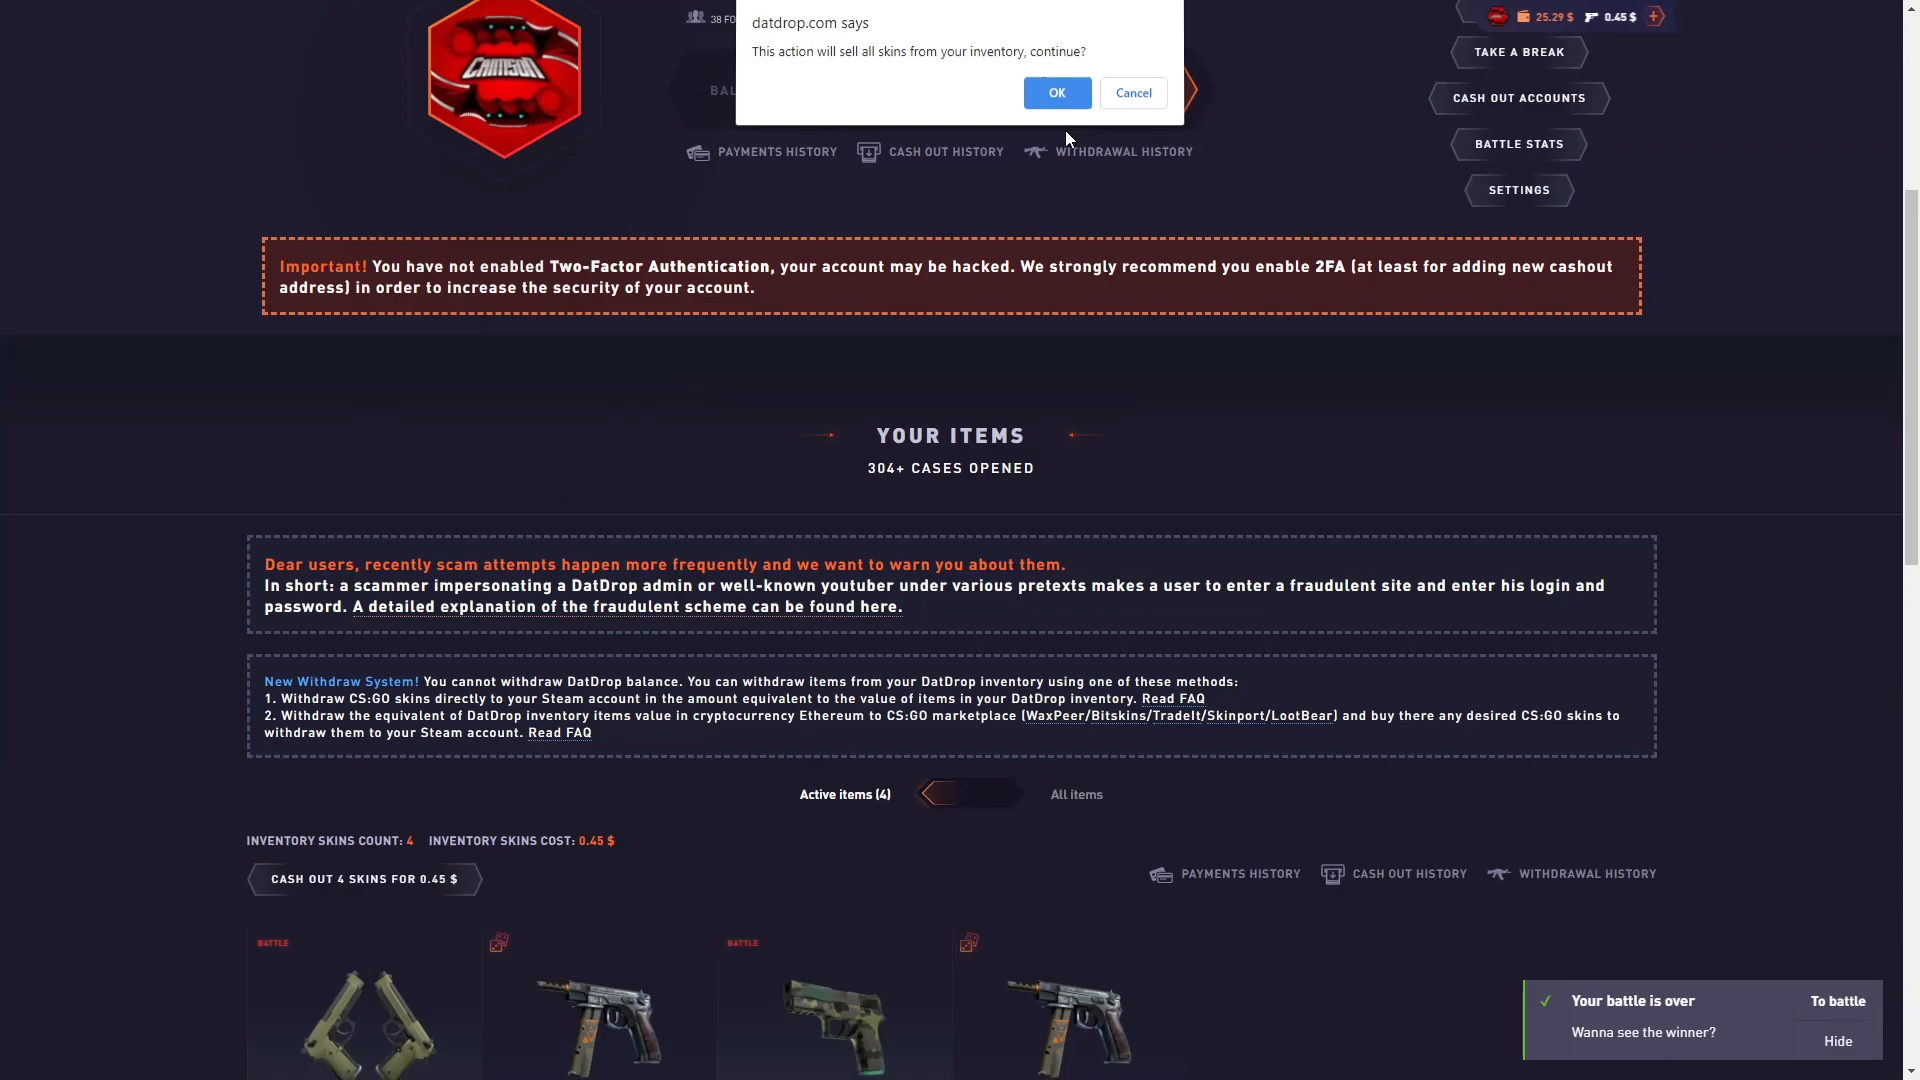 datdrop.com says
This action will sell all skins from your inventory, continue?
OK
Cancel
38 FO
BAL
25.29 $
0.45 $
TAKE A BREAK
CASH OUT ACCOUNTS
BATTLE STATS
SETTINGS
CRIMSON
PAYMENTS HISTORY
CASH OUT HISTORY
WITHDRAWAL HISTORY
Important! You have not enabled Two-Factor Authentication, your account may be hacked. We strongly recommend you enable 2FA (at least for adding new cashout
address) in order to increase the security of your account.
YOUR ITEMS
304+ CASES OPENED
Dear users, recently scam attempts happen more frequently and we want to warn you about them.
In short: a scammer impersonating a DatDrop admin or well-known youtuber under various pretexts makes a user to enter a fraudulent site and enter his login and
password. A detailed explanation of the fraudulent scheme can be found here.
New Withdraw System! You cannot withdraw DatDrop balance. You can withdraw items from your DatDrop inventory using one of these methods:
1. Withdraw CS:GO skins directly to your Steam account in the amount equivalent to the value of items in your DatDrop inventory. Read FAQ
2. Withdraw the equivalent of DatDrop inventory items value in cryptocurrency Ethereum to CS:GO marketplace (WaxPeer/Bitskins/TradeIt/Skinport/LootBear) and buy there any desired CS:GO skins to
withdraw them to your Steam account. Read FAQ
Active items (4)
All items
INVENTORY SKINS COUNT: 4 INVENTORY SKINS COST: 0.45 $
CASH OUT 4 SKINS FOR 0.45 $
PAYMENTS HISTORY
CASH OUT HISTORY
WITHDRAWAL HISTORY
BATTLE
BATTLE
Your battle is over
To battle
Wanna see the winner?
Hide